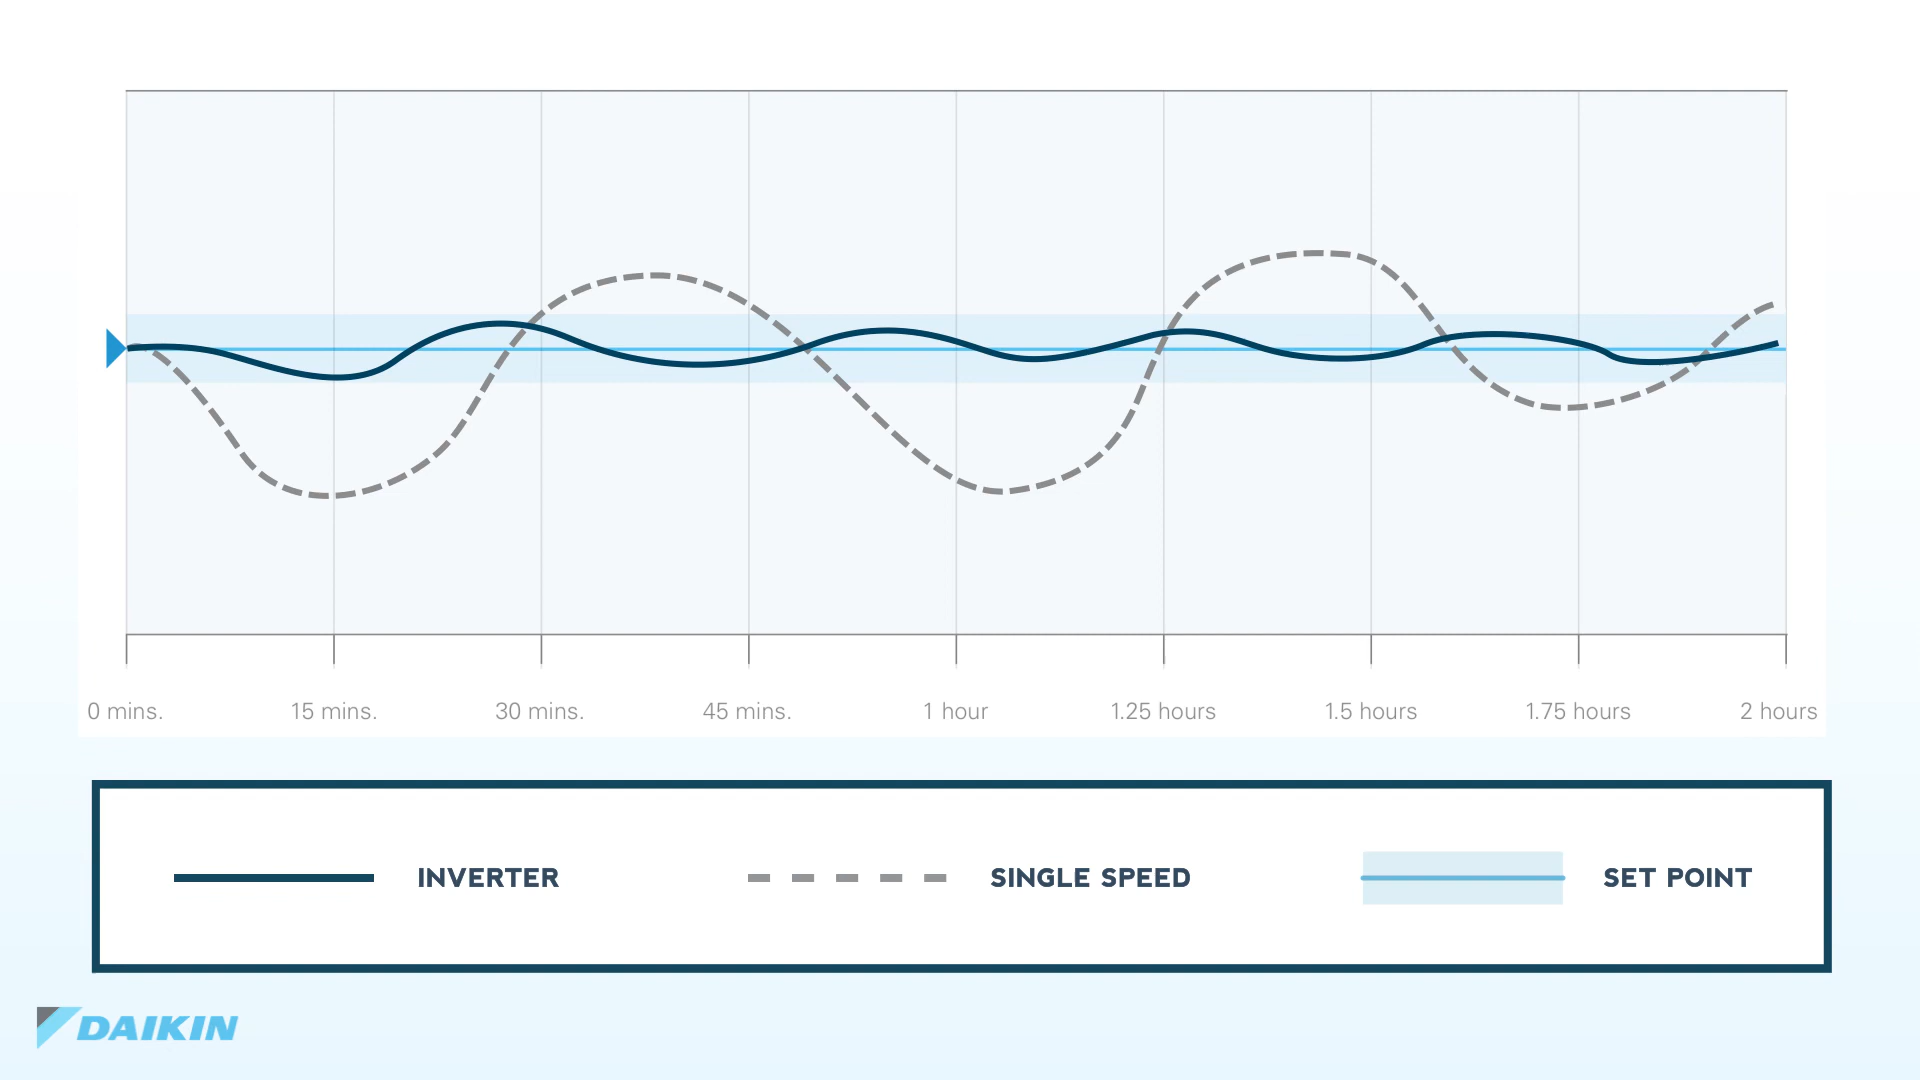 0 mins. 15 mins. 30 mins. 45 mins. 1 hour 1.25 hours 1.5 hours 1.75 hours 2 hours
INVERTER SINGLE SPEED SET POINT
DAIKIN